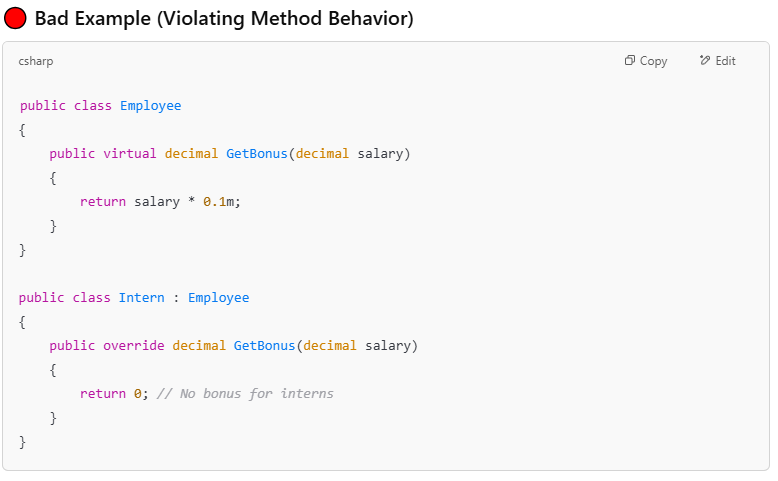 🔴 Bad Example (Violating Method Behavior)
csharp Copy Edit
public class Employee
{
    public virtual decimal GetBonus(decimal salary)
    {
        return salary * 0.1m;
    }
}

public class Intern : Employee
{
    public override decimal GetBonus(decimal salary)
    {
        return 0; // No bonus for interns
    }
}